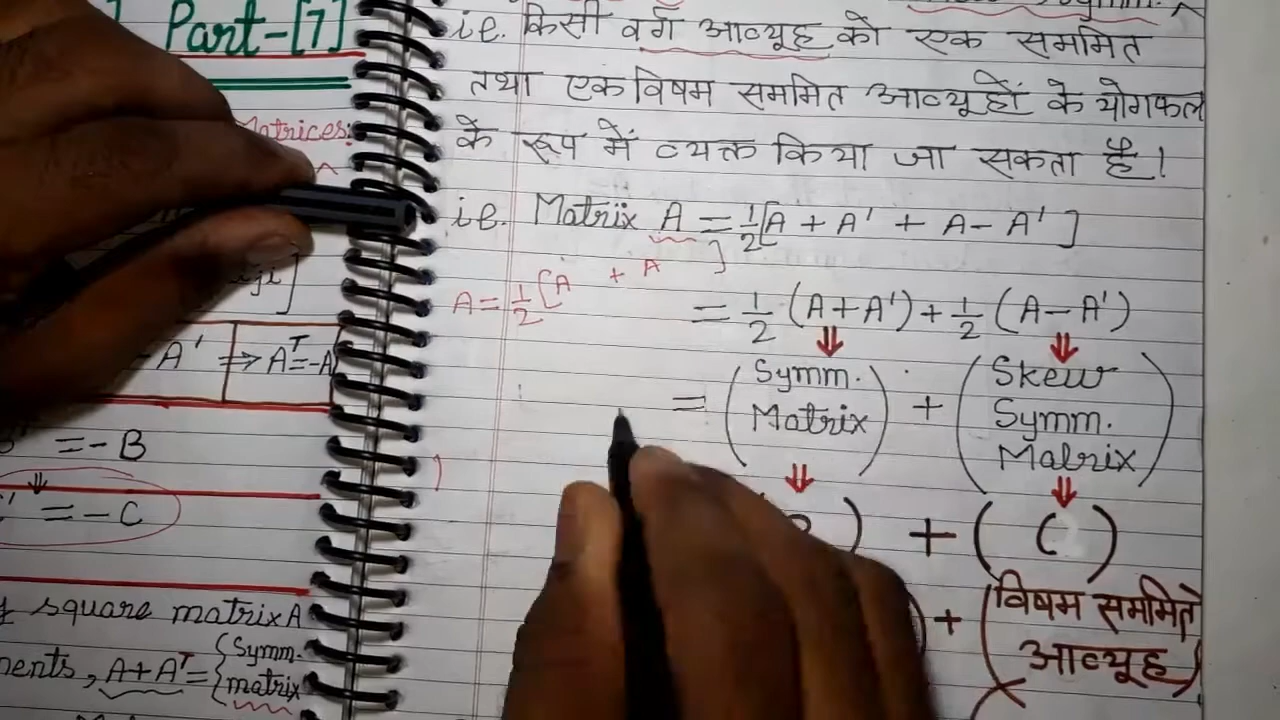 Part-[7]
Matrices:
= -B
= -C
square matrix A
A+A^T = {Symm. matrix
i.e. किसी वर्ग आव्यूह को एक सममित
तथा एक विषम सममित आव्यूहों के योगफल
के रूप में व्यक्त किया जा सकता है।
i.e. Matrix A = 1/2[A + A' + A - A']
A = 1/2[A + A ]
= 1/2 (A+A') + 1/2 (A-A')
= (Symm. Matrix) + (Skew Symm. Matrix)
+ (C)
+ (विषम सममित आव्यूह)
-A' ⇒ A^T=-A